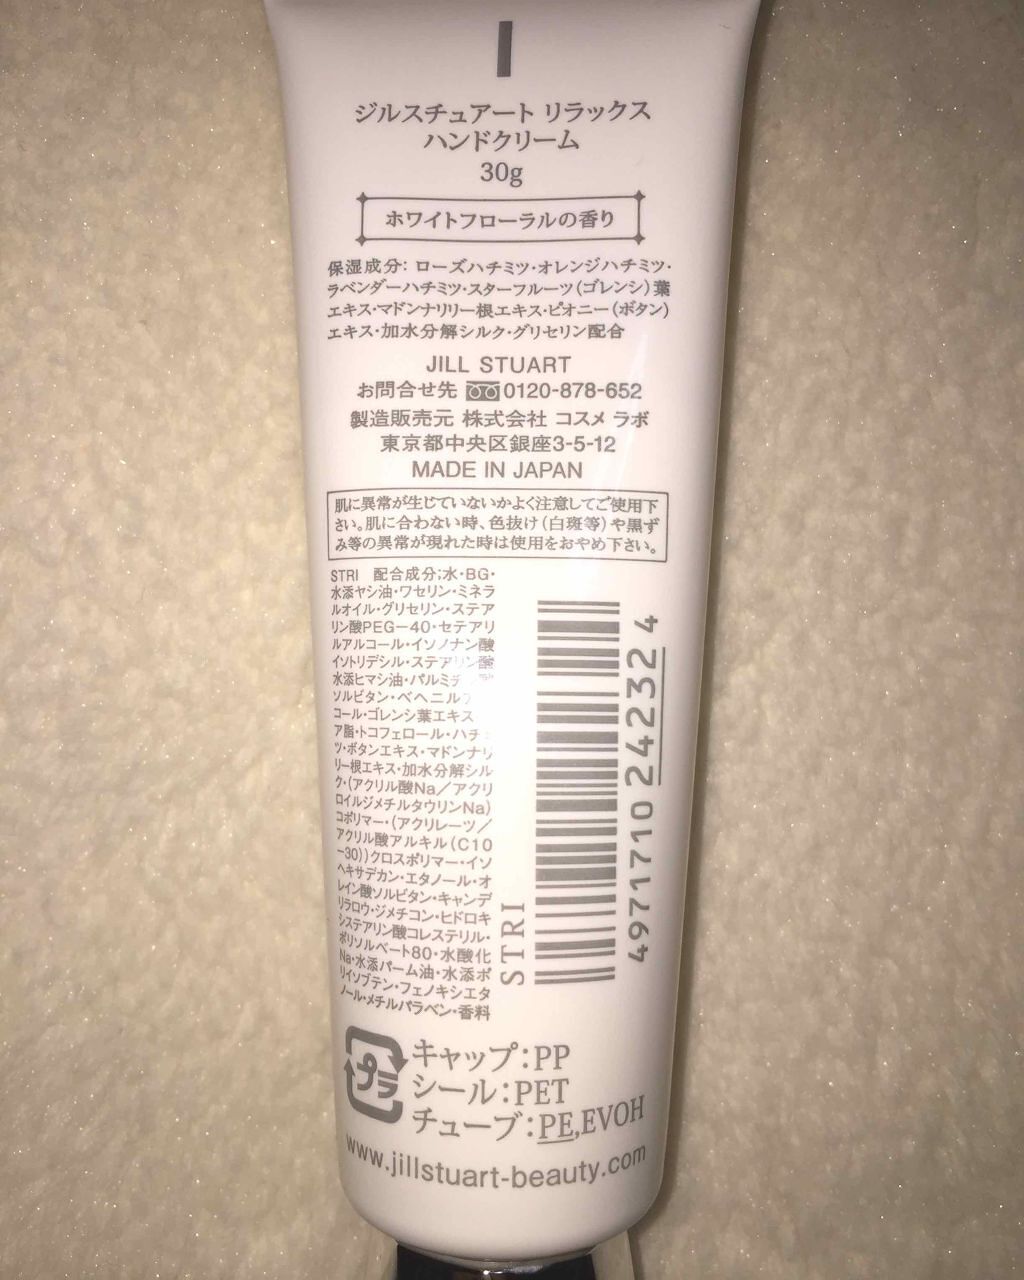 ジルスチュアート リラックス
ハンドクリーム
30g
ホワイトフローラルの香り
保湿成分: ローズハチミツ・オレンジハチミツ・
ラベンダーハチミツ・スターフルーツ(ゴレンシ)葉
エキス・マドンナリリー根エキス・ピオニー(ボタン)
エキス・加水分解シルク・グリセリン配合
JILL STUART
お問合せ先 0120-878-652
製造販売元 株式会社 コスメ ラボ
東京都中央区銀座3-5-12
MADE IN JAPAN
肌に異常が生じていないかよく注意してご使用下
さい。肌に合わない時、色抜け(白斑等)や黒ず
み等の異常が現れた時は使用をおやめ下さい。
STRI 配合成分:水・BG・
水添ヤシ油・ワセリン・ミネラ
ルオイル・グリセリン・ステア
リン酸PEG-40・セテアリ
ルアルコール・イソノナン酸
イソトリデシル・ステアリン酸
水添ヒマシ油・パルミチ
ソルビタン・ベヘニル
コール・ゴレンシ葉エキス
ア脂・トコフェロール・ハチミ
ツ・ボタンエキス・マドンナリ
リー根エキス・加水分解シル
ク・(アクリル酸Na/アクリ
ロイルジメチルタウリンNa)
コポリマー・(アクリレーツ/
アクリル酸アルキル(C10
-30))クロスポリマー・イソ
ヘキサデカン・エタノール・オ
レイン酸ソルビタン・キャンデ
リラロウ・ジメチコン・ヒドロキ
システアリン酸コレステリル・
ポリソルベート80・水酸化
Na・水添パーム油・水添ポ
リイソブテン・フェノキシエタ
ノール・メチルパラベン・香料
STRI
4971710 242324
プラ
キャップ:PP
シール:PET
チューブ:PE,EVOH
www.jillstuart-beauty.com